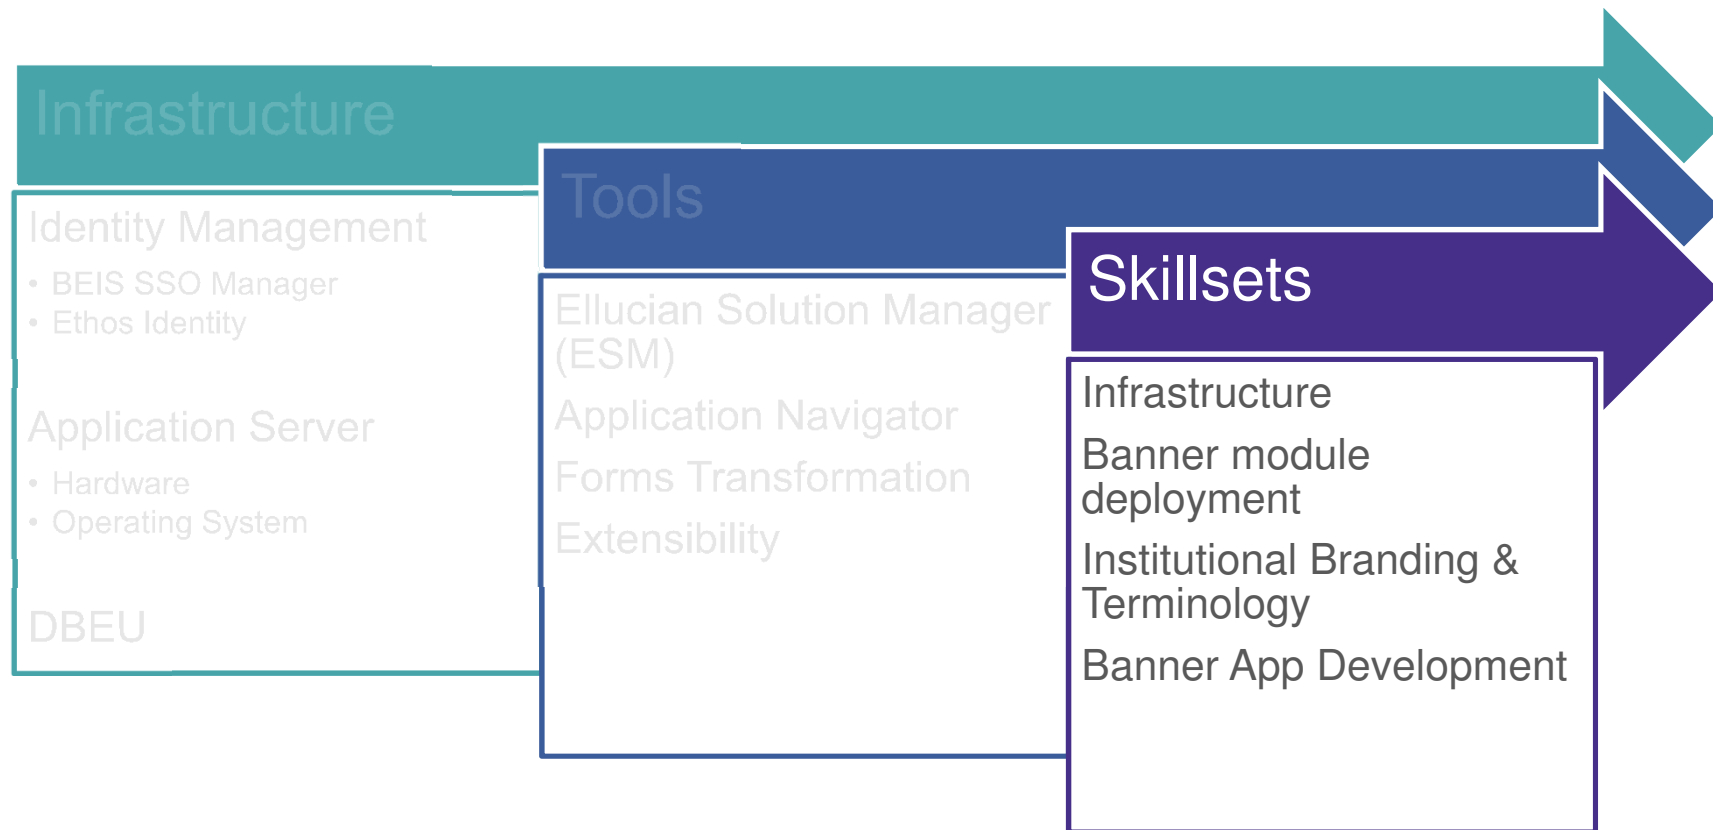 Infrastructure
Identity Management
• BEIS SSO Manager
• Ethos Identity
Application Server
• Hardware
• Operating System
DBEU
Tools
Ellucian Solution Manager
(ESM)
Application Navigator
Forms Transformation
Extensibility
Skillsets
Infrastructure
Banner module
deployment
Institutional Branding &
Terminology
Banner App Development